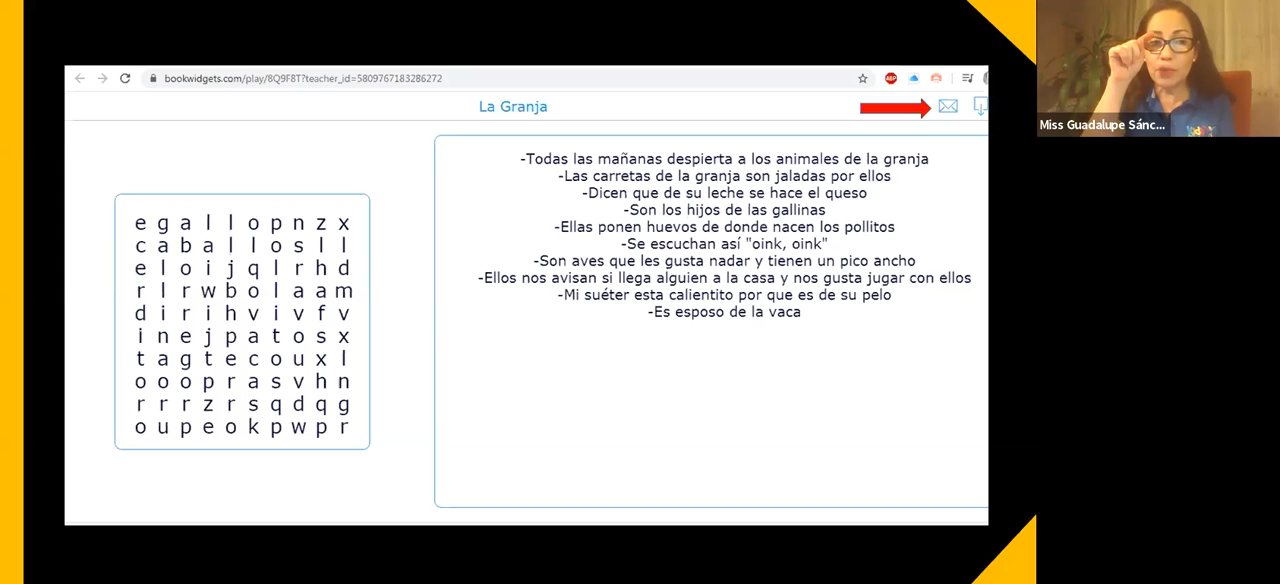 bookwidgets.com/play/8Q9F8T?teacher_id=5809767183286272
ABP
La Granja
-Todas las mañanas despierta a los animales de la granja
-Las carretas de la granja son jaladas por ellos
-Dicen que de su leche se hace el queso
-Son los hijos de las gallinas
-Ellas ponen huevos de donde nacen los pollitos
-Se escuchan así "oink, oink"
-Son aves que les gusta nadar y tienen un pico ancho
-Ellos nos avisan si llega alguien a la casa y nos gusta jugar con ellos
-Mi suéter esta calientito por que es de su pelo
-Es esposo de la vaca
e g a l l o p n z x
c a b a l l o s l l
e l o i j q l r h d
r l r w b o l a a m
d i r i h v i v f v
i n e j p a t o s x
t a g t e c o u x l
o o o p r a s v h n
r r r z r s q d q g
o u p e o k p w p r
Miss Guadalupe Sánc...